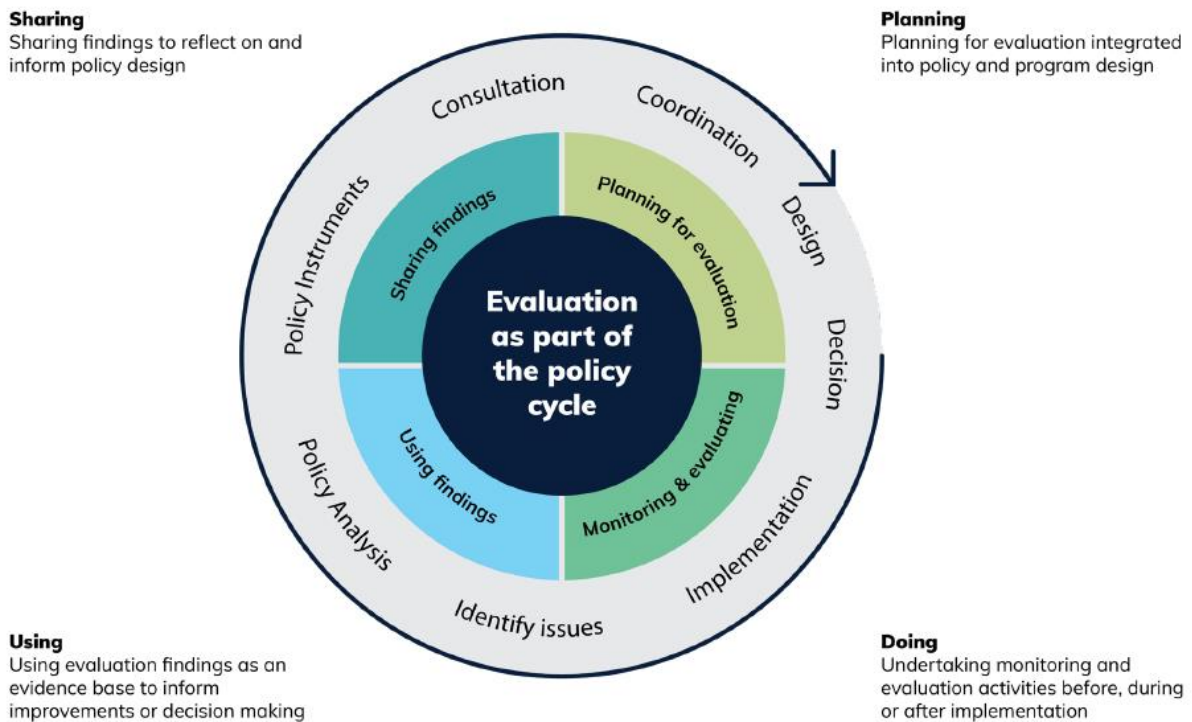 Sharing
Sharing findings to reflect on and
inform policy design
Planning
Planning for evaluation integrated
into policy and program design
Consultation
Coordination
Design
Decision
Implementation
Identify issues
Policy Analysis
Policy Instruments
Sharing findings
Planning for evaluation
Monitoring & evaluating
Using findings
Evaluation
as part of
the policy
cycle
Using
Using evaluation findings as an
evidence base to inform
improvements or decision making
Doing
Undertaking monitoring and
evaluation activities before, during
or after implementation